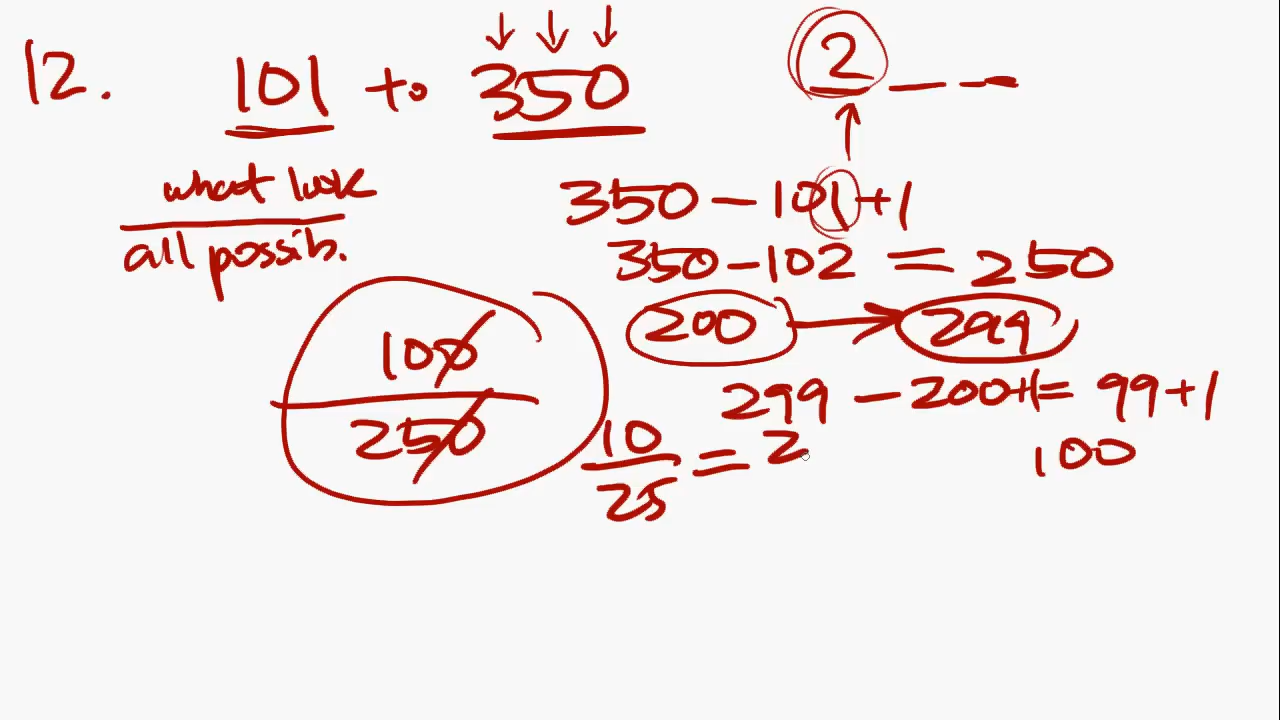 12. 101 to 350 2 _ _
what look
all possib.
350 - 101 + 1
350 - 102 = 250
200 → 299
299 - 200 + 1 = 99 + 1
100
100
250
10
25
= 2